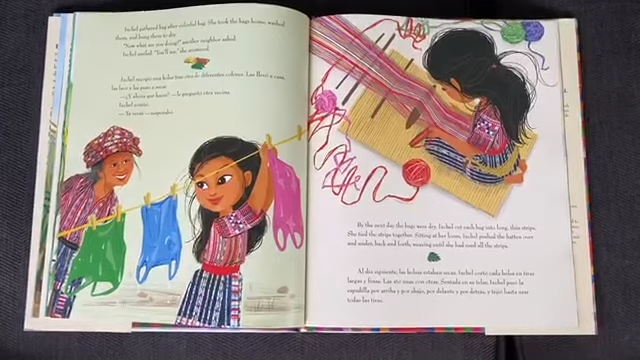 Ixchel gathered bag after colorful bag. She took the bags home, washed
them, and hung them to dry.
"Now what are you doing?" another neighbor asked.
Ixchel smiled. "You'll see," she answered.
Ixchel recogió una bolsa tras otra de diferentes colores. Las llevó a casa,
las lavó y las puso a secar.
—¿Y ahora qué haces? —le preguntó otra vecina.
Ixchel sonrió.
—Ya verás —respondió.
By the next day the bags were dry. Ixchel cut each bag into long, thin strips.
She tied the strips together. Sitting at her loom, Ixchel pushed the batten over
and under, back and forth, weaving until she had used all the strips.
Al día siguiente, las bolsas estaban secas. Ixchel cortó cada bolsa en tiras
largas y finas. Las ató unas con otras. Sentada en su telar, Ixchel pasó la
espadilla por arriba y por abajo, por delante y por detrás, y tejió hasta usar
todas las tiras.